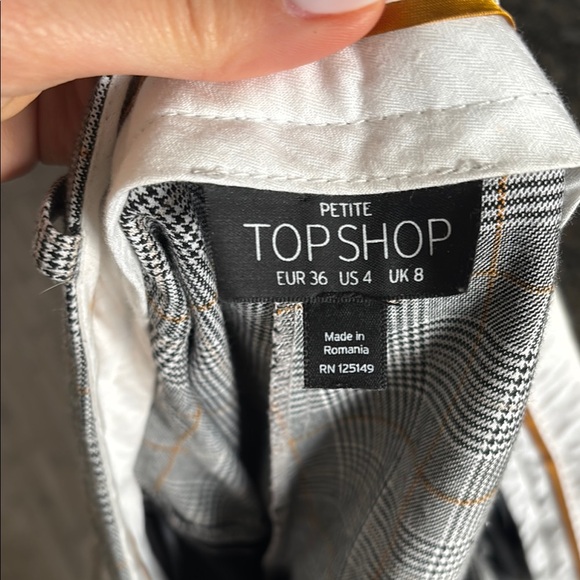 PETITE
TOPSHOP
EUR 36 US 4 UK 8
Made in
Romania
RN 125149